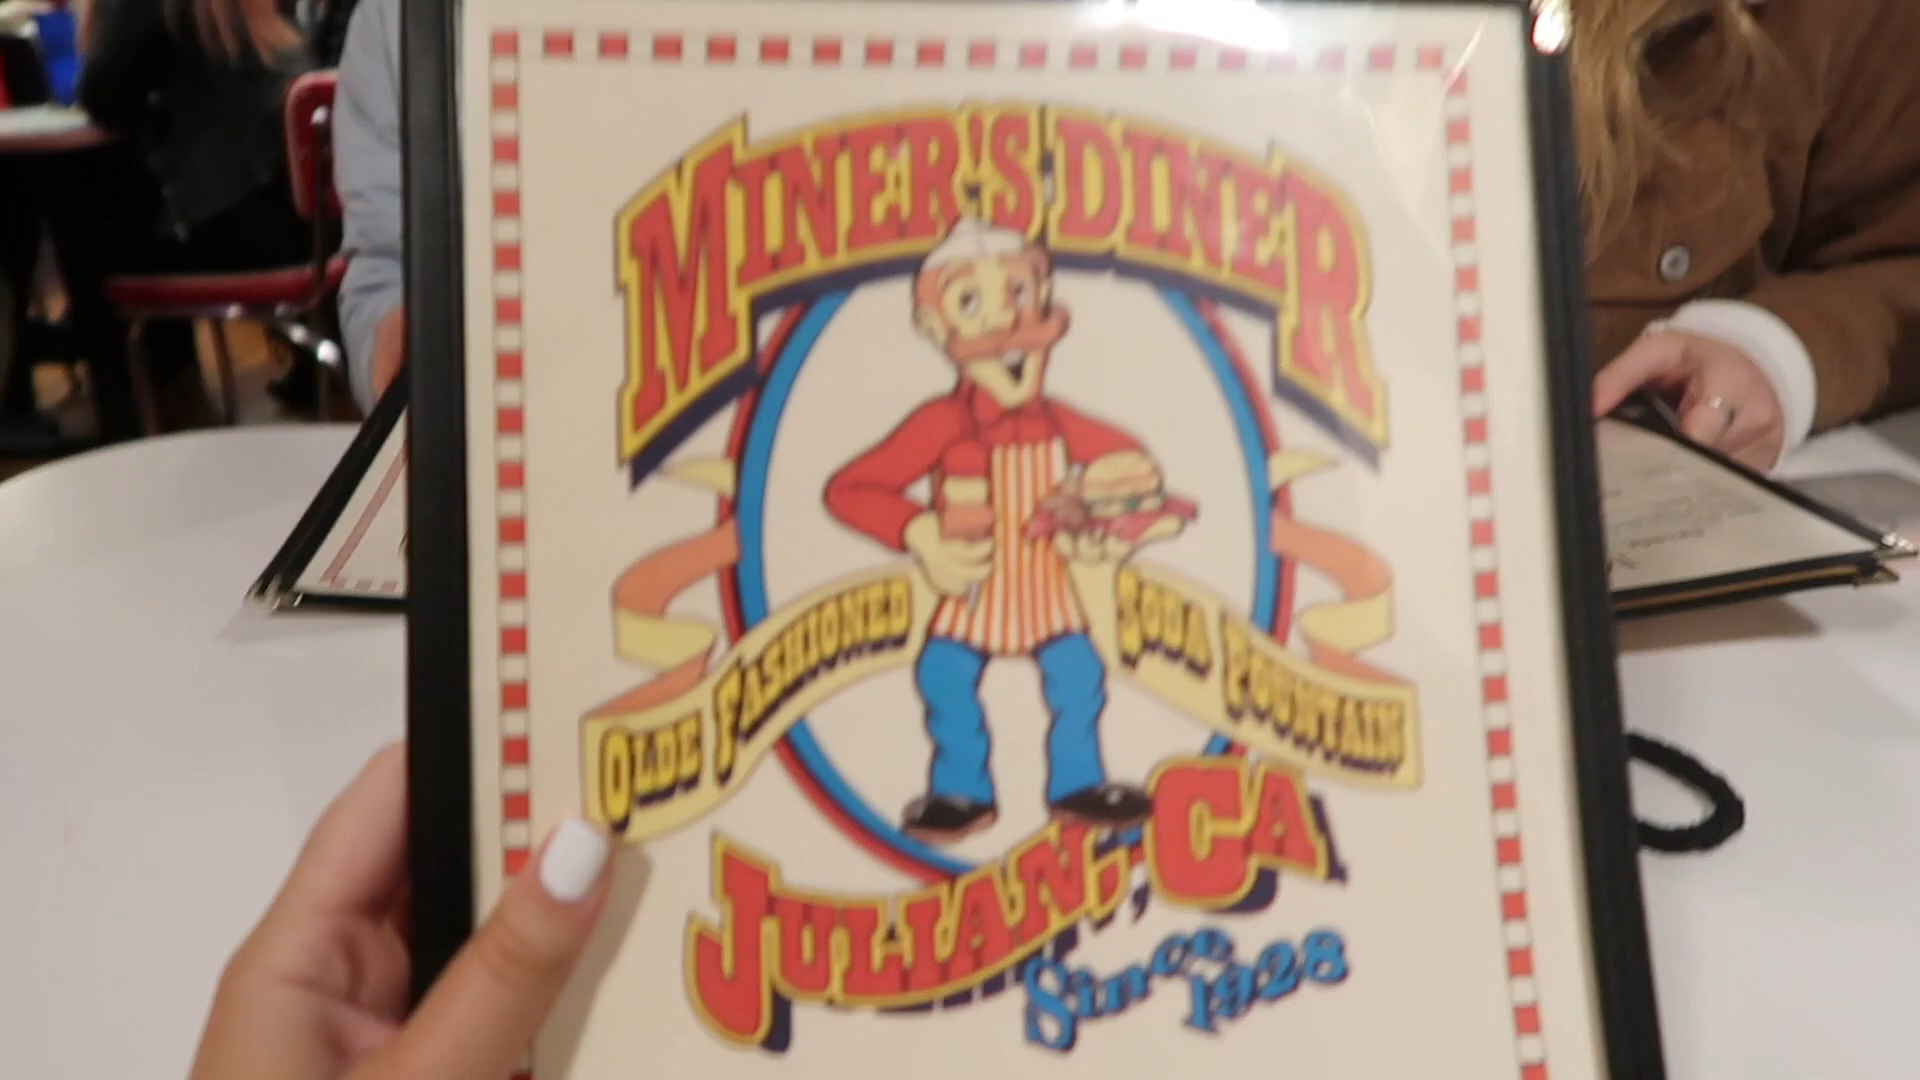 MINER'S DINER
OLDE FASHIONED
SODA FOUNTAIN
JULIAN, CA
Since
1928